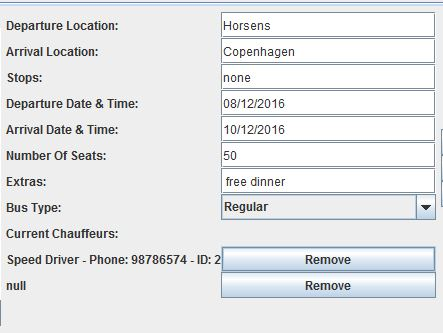 Departure Location: Horsens
Arrival Location: Copenhagen
Stops: none
Departure Date & Time: 08/12/2016
Arrival Date & Time: 10/12/2016
Number Of Seats: 50
Extras: free dinner
Bus Type: Regular
Current Chauffeurs:
Speed Driver - Phone: 98786574 - ID: 2 Remove
null Remove